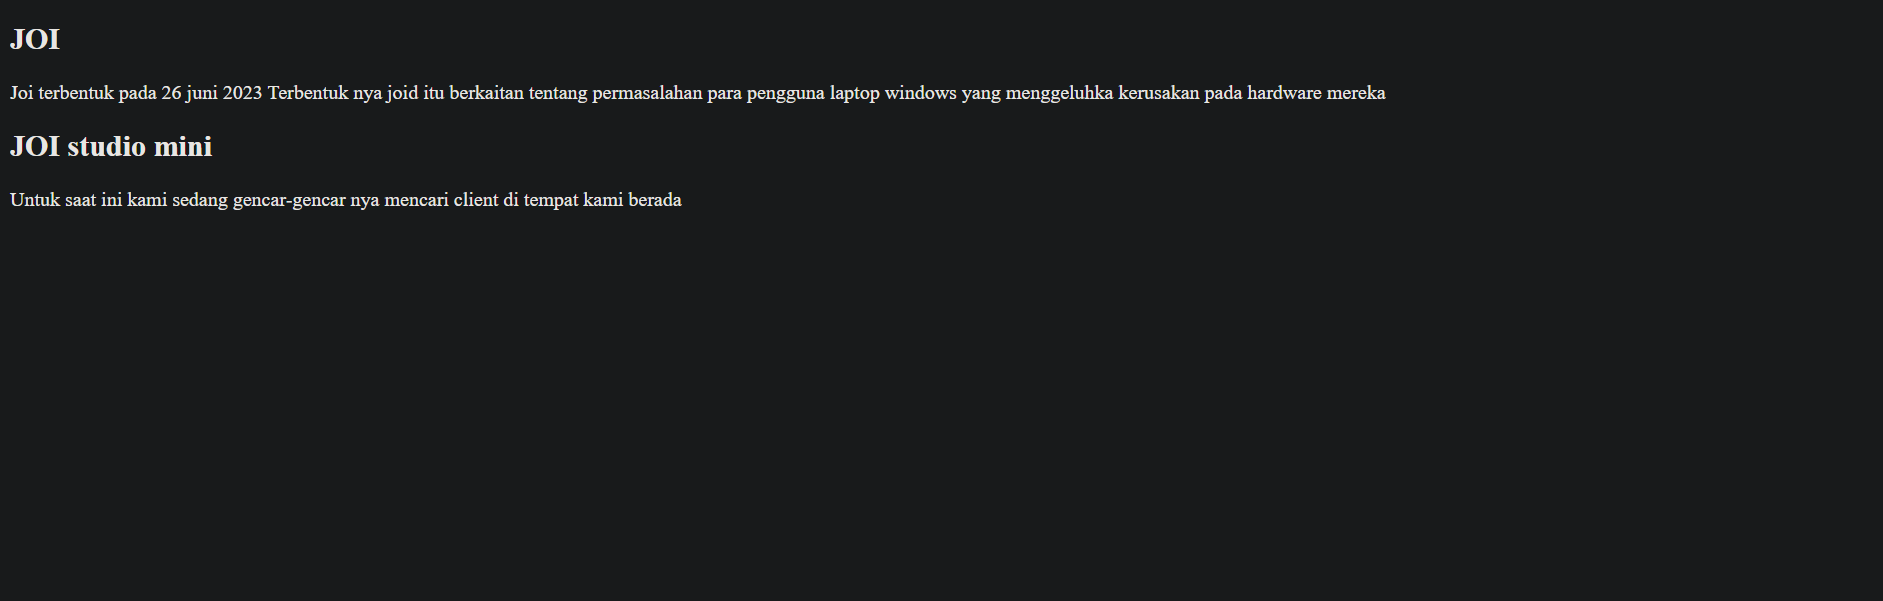 JOI
Joi terbentuk pada 26 juni 2023 Terbentuk nya joid itu berkaitan tentang permasalahan para pengguna laptop windows yang menggeluhka kerusakan pada hardware mereka
JOI studio mini
Untuk saat ini kami sedang gencar-gencar nya mencari client di tempat kami berada